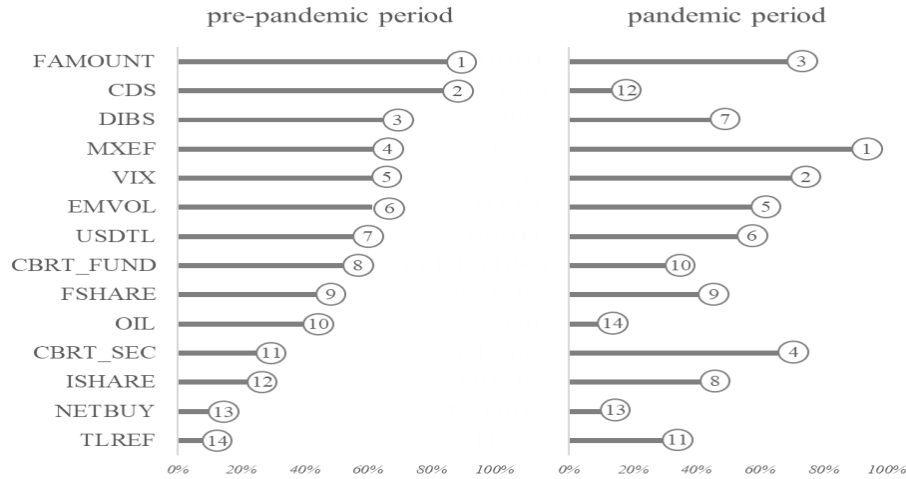 pre-pandemic period pandemic period
FAMOUNT 1 3
CDS 2 12
DIBS 3 7
MXEF 4 1
VIX 5 2
EMVOL 6 5
USDTL 7 6
CBRT_FUND 8 10
FSHARE 9 9
OIL 10 14
CBRT_SEC 11 4
ISHARE 12 8
NETBUY 13 13
TLREF 14 11
0% 20% 40% 60% 80% 100% 0% 20% 40% 60% 80% 100%